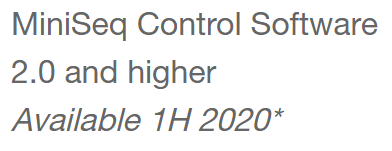 MiniSeq Control Software
2.0 and higher
Available 1H 2020*